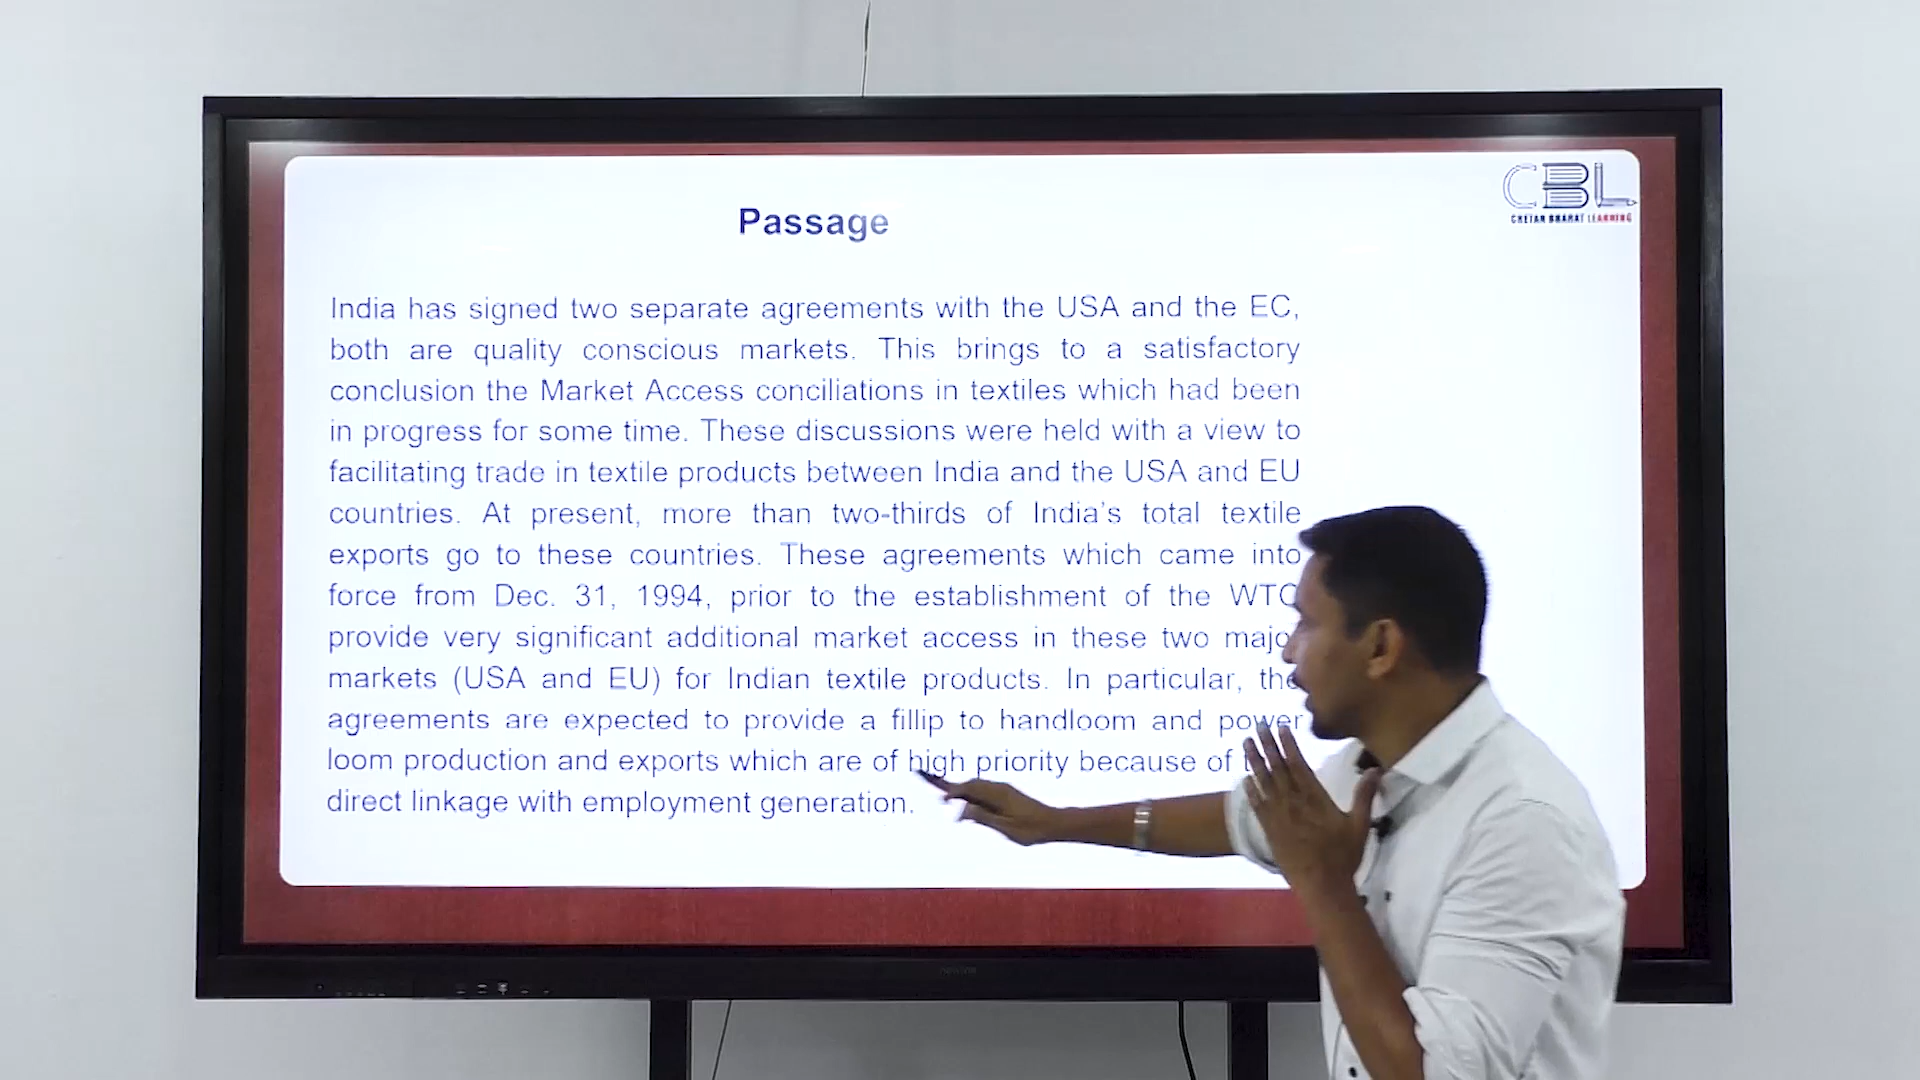 CBL
CHETAN BHARAT LEARNING
Passage
India has signed two separate agreements with the USA and the EC,
both are quality conscious markets. This brings to a satisfactory
conclusion the Market Access conciliations in textiles which had been
in progress for some time. These discussions were held with a view to
facilitating trade in textile products between India and the USA and EU
countries. At present, more than two-thirds of India's total textile
exports go to these countries. These agreements which came into
force from Dec. 31, 1994, prior to the establishment of the WTO
provide very significant additional market access in these two major
markets (USA and EU) for Indian textile products. In particular, the
agreements are expected to provide a fillip to handloom and power
loom production and exports which are of high priority because of
direct linkage with employment generation.